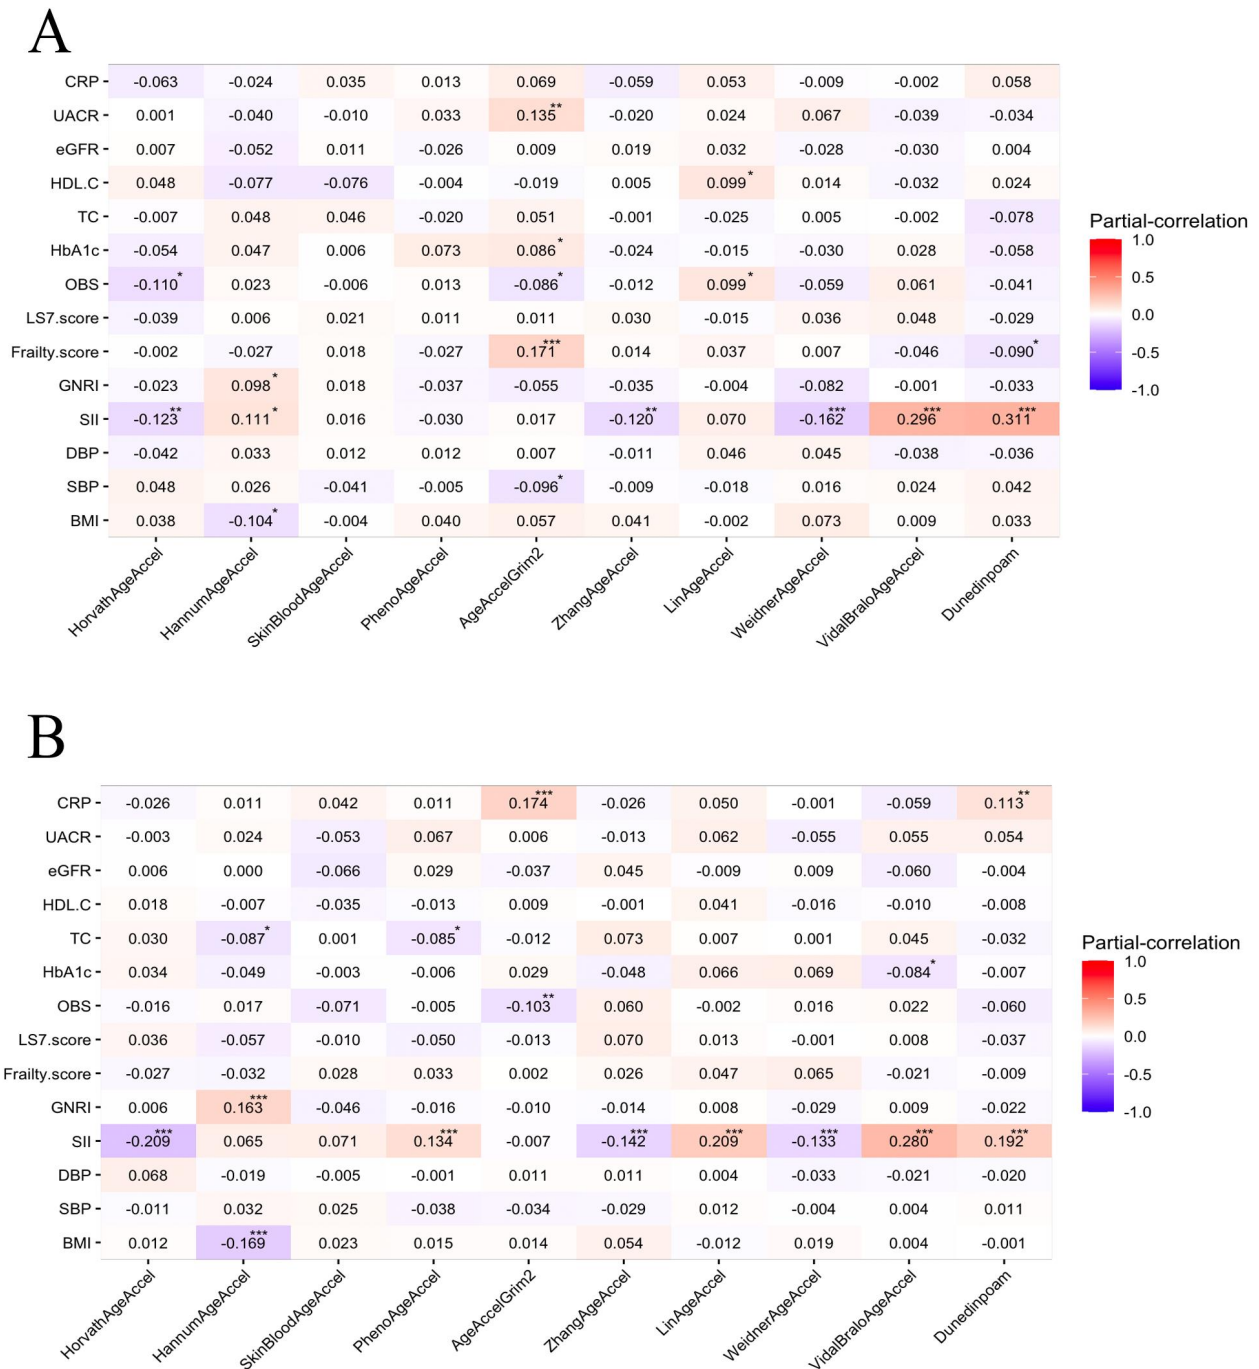 A
CRP -0.063 -0.024 0.035 0.013 0.069 -0.059 0.053 -0.009 -0.002 0.058
UACR 0.001 -0.040 -0.010 0.033 0.135** -0.020 0.024 0.067 -0.039 -0.034
eGFR 0.007 -0.052 0.011 -0.026 0.009 0.019 0.032 -0.028 -0.030 0.004
HDL.C 0.048 -0.077 -0.076 -0.004 -0.019 0.005 0.099* 0.014 -0.032 0.024
TC -0.007 0.048 0.046 -0.020 0.051 -0.001 -0.025 0.005 -0.002 -0.078
HbA1c -0.054 0.047 0.006 0.073 0.086* -0.024 -0.015 -0.030 0.028 -0.058
OBS -0.110* 0.023 -0.006 0.013 -0.086* -0.012 0.099* -0.059 0.061 -0.041
LS7.score -0.039 0.006 0.021 0.011 0.011 0.030 -0.015 0.036 0.048 -0.029
Frailty.score -0.002 -0.027 0.018 -0.027 0.171*** 0.014 0.037 0.007 -0.046 -0.090*
GNRI -0.023 0.098* 0.018 -0.037 -0.055 -0.035 -0.004 -0.082 -0.001 -0.033
SII -0.123** 0.111* 0.016 -0.030 0.017 -0.120** 0.070 -0.162*** 0.296*** 0.311***
DBP -0.042 0.033 0.012 0.012 0.007 -0.011 0.046 0.045 -0.038 -0.036
SBP 0.048 0.026 -0.041 -0.005 -0.096* -0.009 -0.018 0.016 0.024 0.042
BMI 0.038 -0.104* -0.004 0.040 0.057 0.041 -0.002 0.073 0.009 0.033
HorvathAgeAccel HannumAgeAccel SkinBloodAgeAccel PhenoAgeAccel AgeAccelGrim2 ZhangAgeAccel LinAgeAccel WeidnerAgeAccel VidalBraloAgeAccel Dunedinpoam
Partial-correlation
1.0
0.5
0.0
-0.5
-1.0
B
CRP -0.026 0.011 0.042 0.011 0.174*** -0.026 0.050 -0.001 -0.059 0.113**
UACR -0.003 0.024 -0.053 0.067 0.006 -0.013 0.062 -0.055 0.055 0.054
eGFR 0.006 0.000 -0.066 0.029 -0.037 0.045 -0.009 0.009 -0.060 -0.004
HDL.C 0.018 -0.007 -0.035 -0.013 0.009 -0.001 0.041 -0.016 -0.010 -0.008
TC 0.030 -0.087* 0.001 -0.085* -0.012 0.073 0.007 0.001 0.045 -0.032
HbA1c 0.034 -0.049 -0.003 -0.006 0.029 -0.048 0.066 0.069 -0.084* -0.007
OBS -0.016 0.017 -0.071 -0.005 -0.103** 0.060 -0.002 0.016 0.022 -0.060
LS7.score 0.036 -0.057 -0.010 -0.050 -0.013 0.070 0.013 -0.001 0.008 -0.037
Frailty.score -0.027 -0.032 0.028 0.033 0.002 0.026 0.047 0.065 -0.021 -0.009
GNRI 0.006 0.163*** -0.046 -0.016 -0.010 -0.014 0.008 -0.029 0.009 -0.022
SII -0.209*** 0.065 0.071 0.134*** -0.007 -0.142*** 0.209*** -0.133*** 0.280*** 0.192***
DBP 0.068 -0.019 -0.005 -0.001 0.011 0.011 0.004 -0.033 -0.021 -0.020
SBP -0.011 0.032 0.025 -0.038 -0.034 -0.029 0.012 -0.004 0.004 0.011
BMI 0.012 -0.169*** 0.023 0.015 0.014 0.054 -0.012 0.019 0.004 -0.001
HorvathAgeAccel HannumAgeAccel SkinBloodAgeAccel PhenoAgeAccel AgeAccelGrim2 ZhangAgeAccel LinAgeAccel WeidnerAgeAccel VidalBraloAgeAccel Dunedinpoam
Partial-correlation
1.0
0.5
0.0
-0.5
-1.0